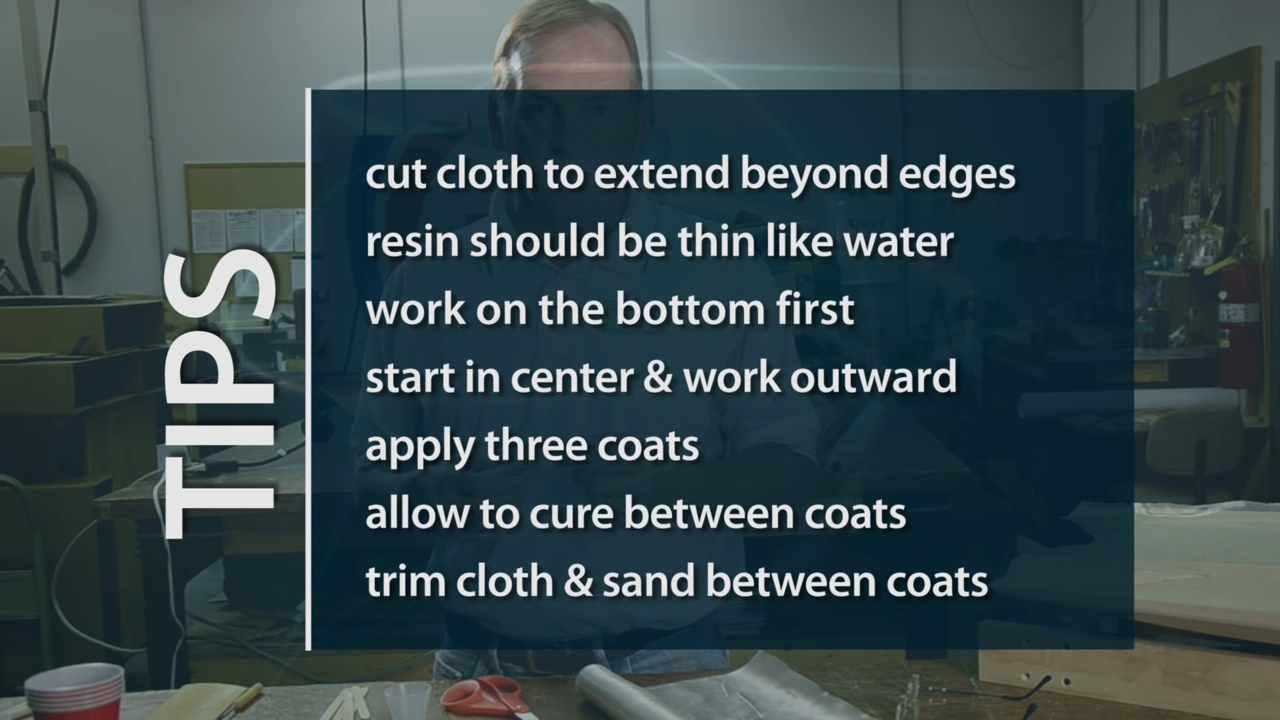 TIPS
cut cloth to extend beyond edges
resin should be thin like water
work on the bottom first
start in center & work outward
apply three coats
allow to cure between coats
trim cloth & sand between coats